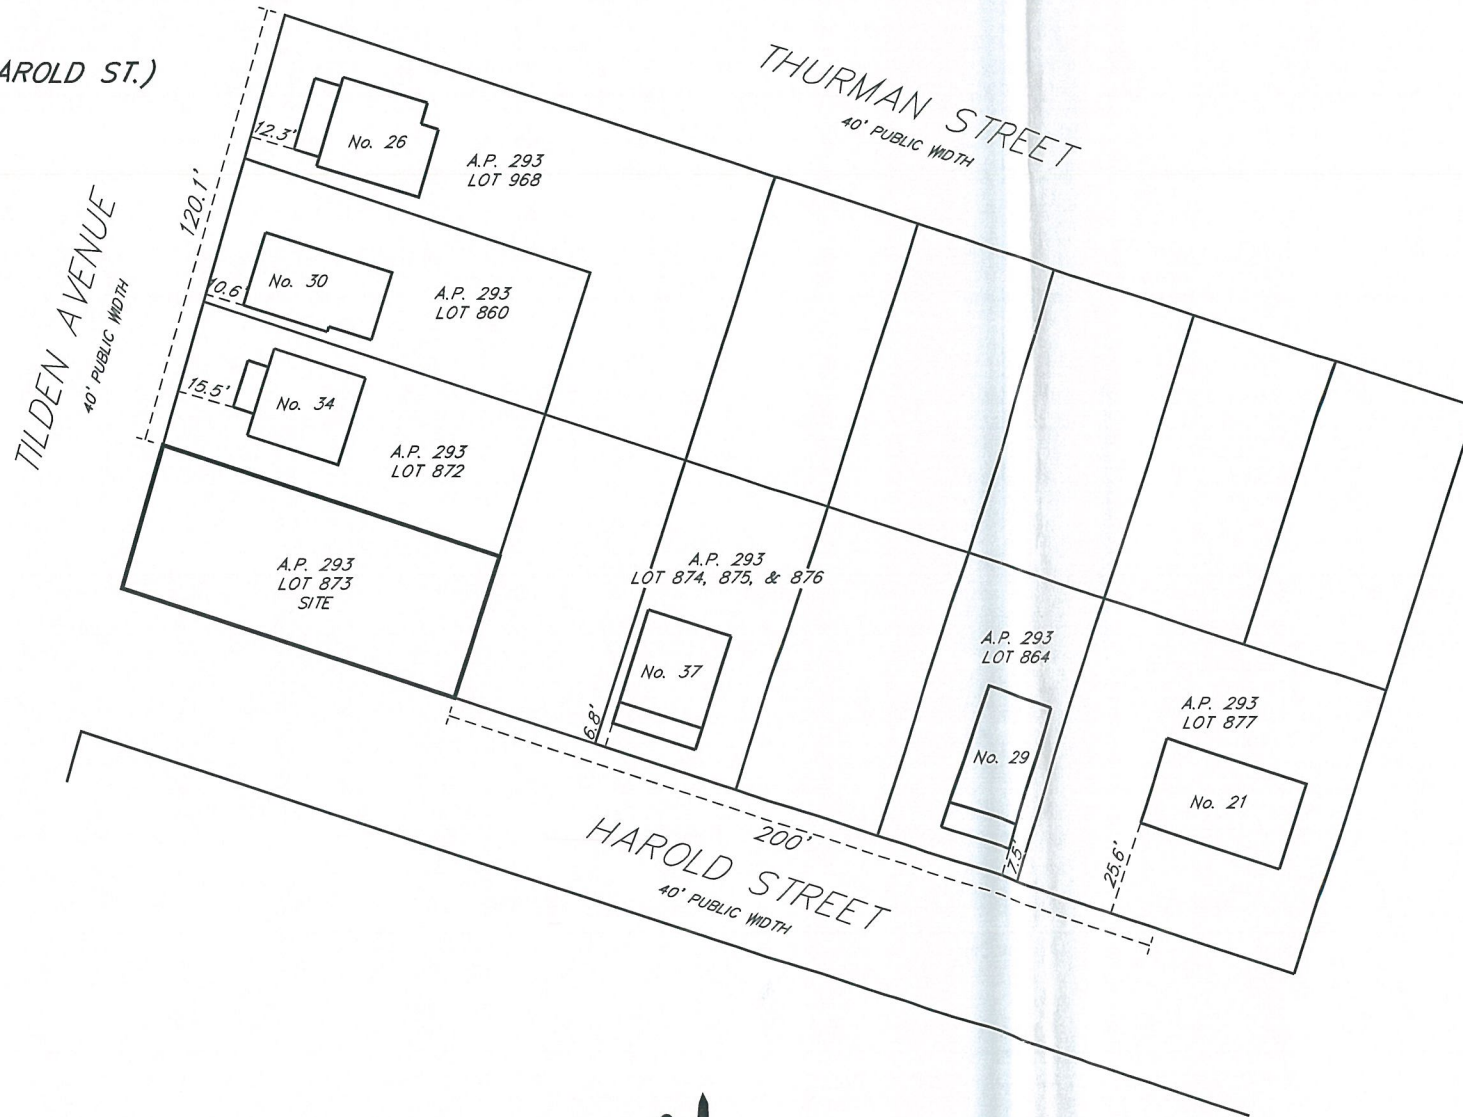 AROLD ST.)
THURMAN STREET
40' PUBLIC WIDTH
TILDEN AVENUE
40' PUBLIC WIDTH
120.1'
12.3'
No. 26
A.P. 293
LOT 968
10.6'
No. 30
A.P. 293
LOT 860
15.5'
No. 34
A.P. 293
LOT 872
A.P. 293
LOT 873
SITE
A.P. 293
LOT 874, 875, & 876
No. 37
6.8'
A.P. 293
LOT 864
No. 29
7.5'
A.P. 293
LOT 877
No. 21
25.6'
200'
HAROLD STREET
40' PUBLIC WIDTH